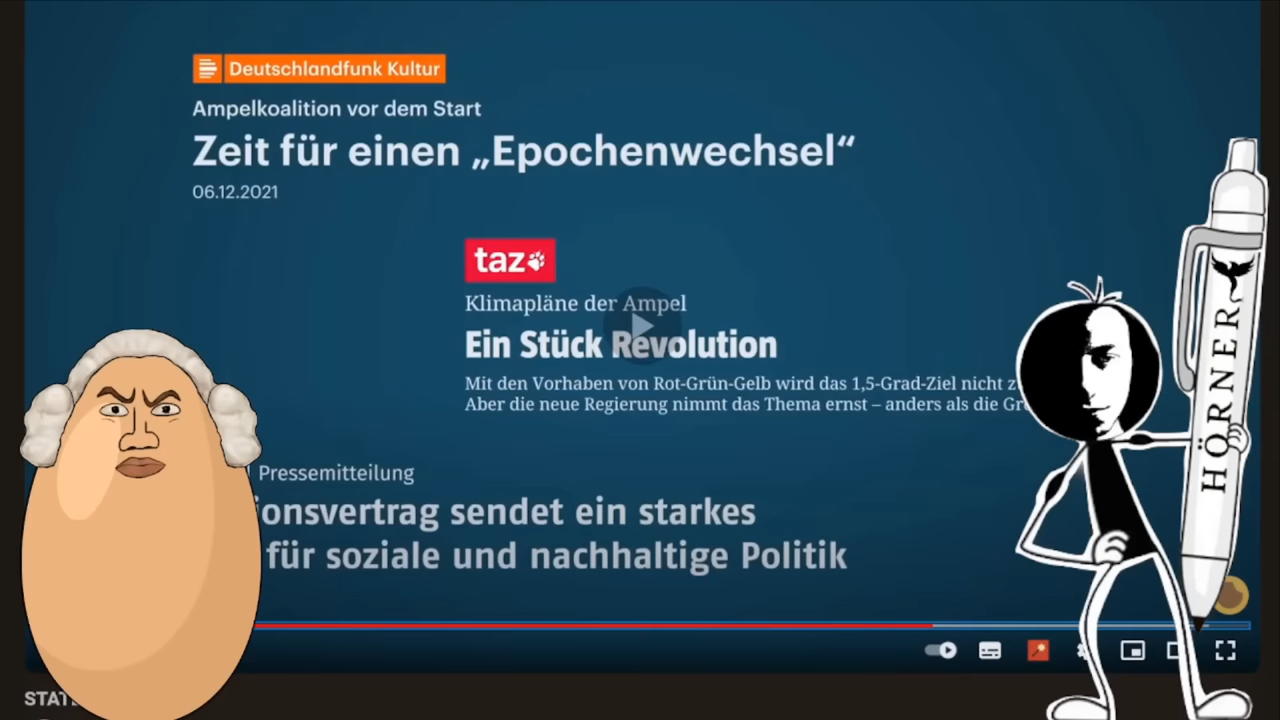 Deutschlandfunk Kultur
Ampelkoalition vor dem Start
Zeit für einen „Epochenwechsel“
06.12.2021
taz
Klimapläne der Ampel
Ein Stück Revolution
Mit den Vorhaben von Rot-Grün-Gelb wird das 1,5-Grad-Ziel nicht
Aber die neue Regierung nimmt das Thema ernst – anders als die
Pressemitteilung
sendet ein starkes
für soziale und nachhaltige Politik
HÖRNER